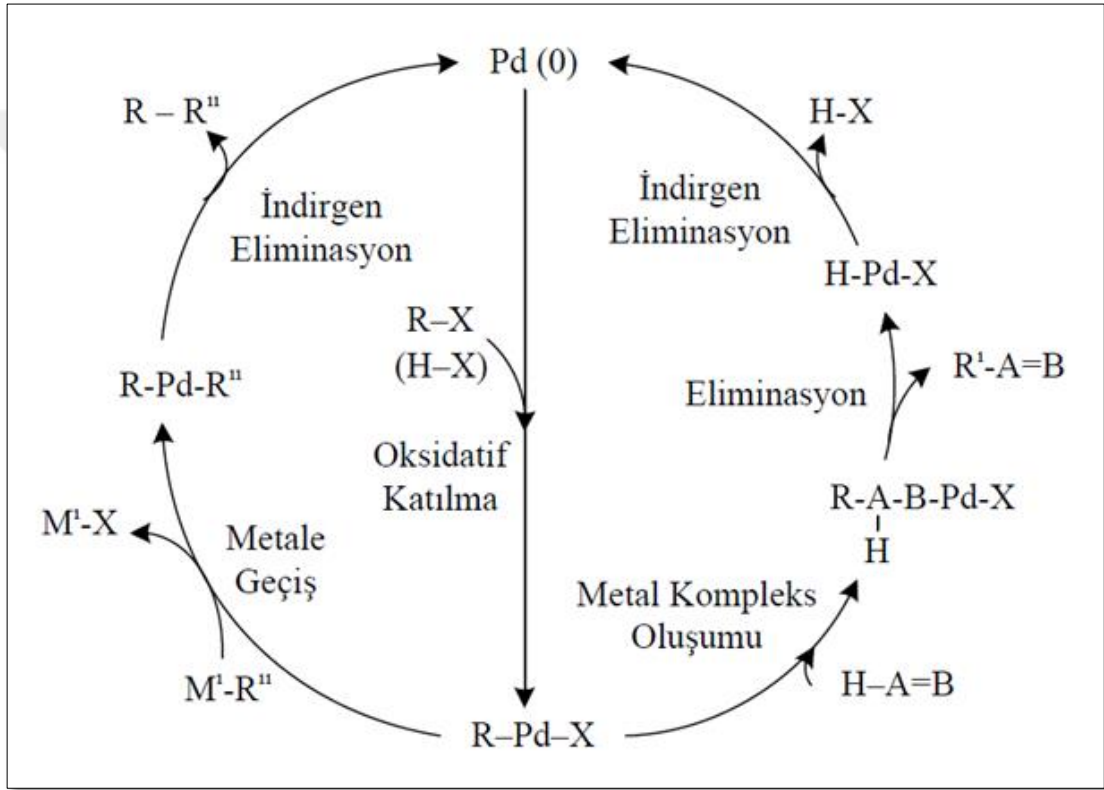 Pd (0)
R – R¹¹
H-X
İndirgen
Eliminasyon
İndirgen
Eliminasyon
H-Pd-X
R–X
(H–X)
R-Pd-R¹¹
R¹-A=B
Eliminasyon
Oksidatif
Katılma
R-A-B-Pd-X
H
M¹-X
Metale
Geçiş
Metal Kompleks
Oluşumu
M¹-R¹¹
H–A=B
R–Pd–X